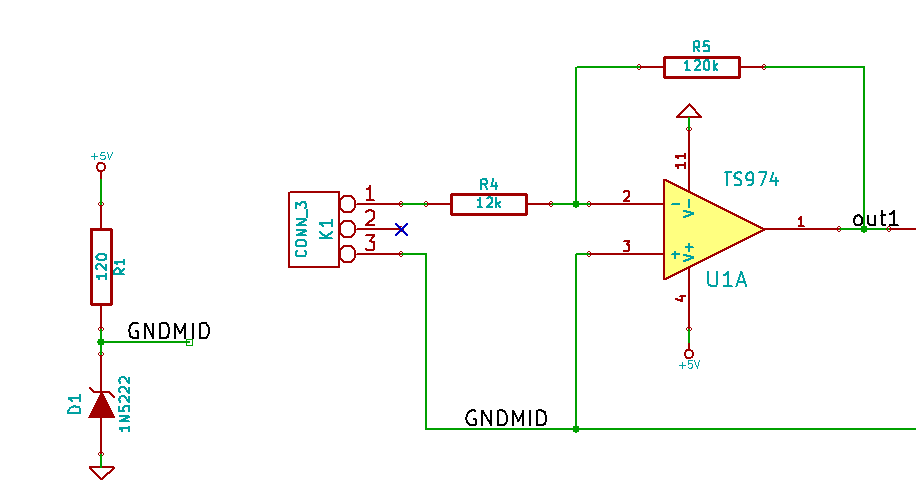 +5V
120
R1
GNDMID
D1
1N5222
CONN_3
K1
1
2
3
R4
12k
R5
120k
11
TS974
2
-
V-
3
+
V+
1
out1
U1A
4
+5V
GNDMID